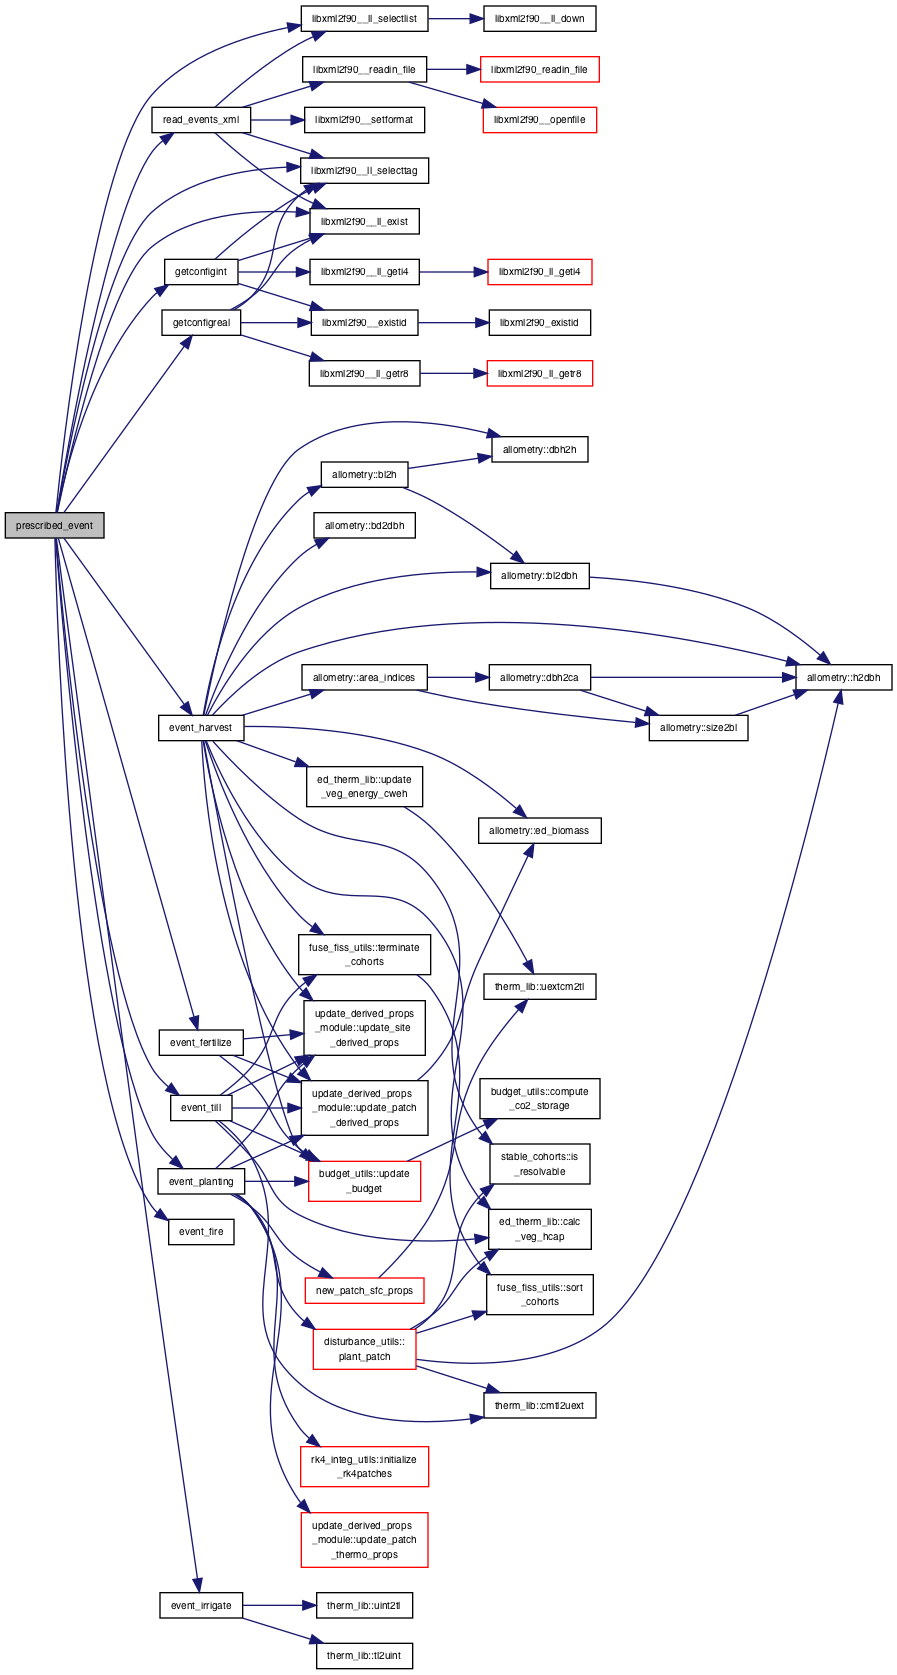 libxml2f90__ll_selectlist
libxml2f90__ll_down
libxml2f90__readin_file
libxml2f90_readin_file
read_events_xml
libxml2f90__setformat
libxml2f90__openfile
libxml2f90__ll_selecttag
libxml2f90__ll_exist
getconfigint
libxml2f90__ll_geti4
libxml2f90_ll_geti4
getconfigreal
libxml2f90__existid
libxml2f90_existid
libxml2f90__ll_getr8
libxml2f90_ll_getr8
allometry::dbh2h
allometry::bl2h
prescribed_event
allometry::bd2dbh
allometry::bl2dbh
allometry::area_indices
allometry::dbh2ca
allometry::h2dbh
event_harvest
allometry::size2bl
ed_therm_lib::update
_veg_energy_cweh
allometry::ed_biomass
fuse_fiss_utils::terminate
_cohorts
therm_lib::uextcm2tl
update_derived_props
_module::update_site
_derived_props
event_fertilize
update_derived_props
_module::update_patch
_derived_props
budget_utils::compute
_co2_storage
event_till
stable_cohorts::is
_resolvable
event_planting
budget_utils::update
_budget
event_fire
ed_therm_lib::calc
_veg_hcap
new_patch_sfc_props
fuse_fiss_utils::sort
_cohorts
disturbance_utils::
plant_patch
therm_lib::cmtl2uext
rk4_integ_utils::initialize
_rk4patches
update_derived_props
_module::update_patch
_thermo_props
event_irrigate
therm_lib::uint2tl
therm_lib::tl2uint